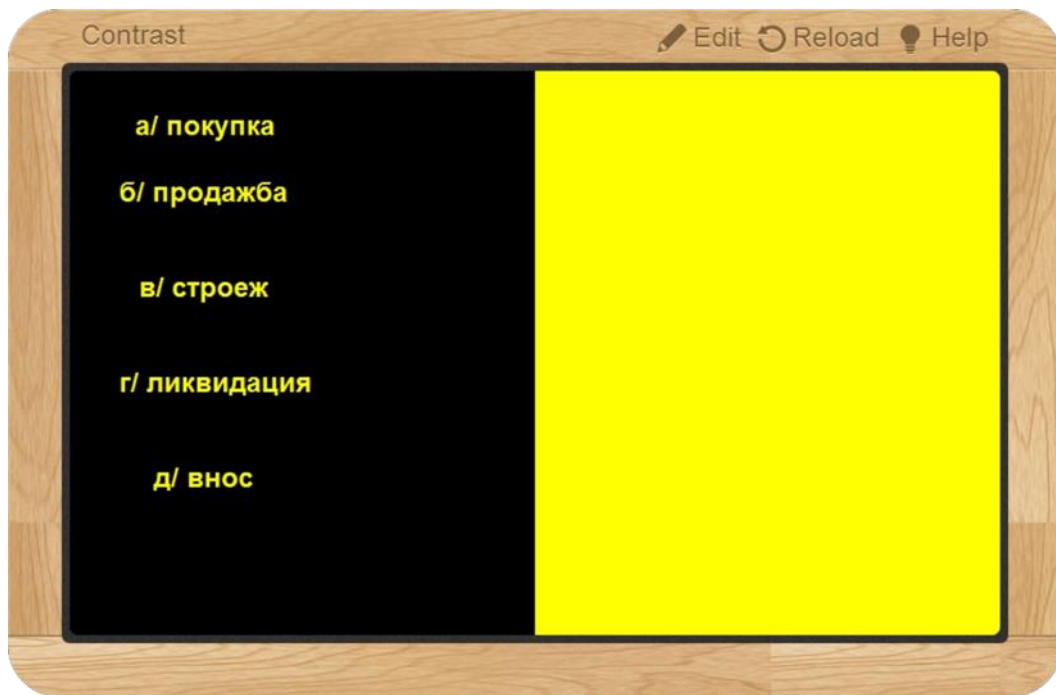 Contrast
Edit Reload Help
а/ покупка
б/ продажба
в/ строеж
г/ ликвидация
д/ внос